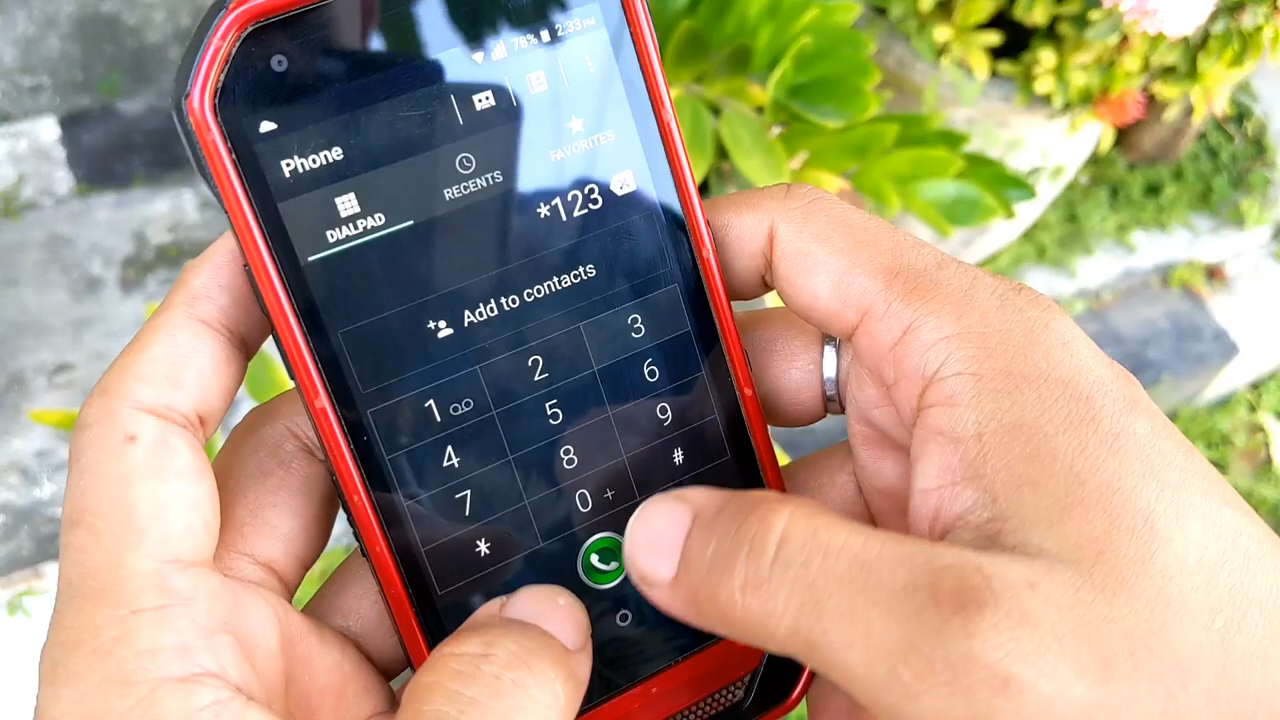 78% 2:33 PM
Phone
DIALPAD
RECENTS
FAVORITES
*123
Add to contacts
1 2 3
4 5 6
7 8 9
* 0 + #